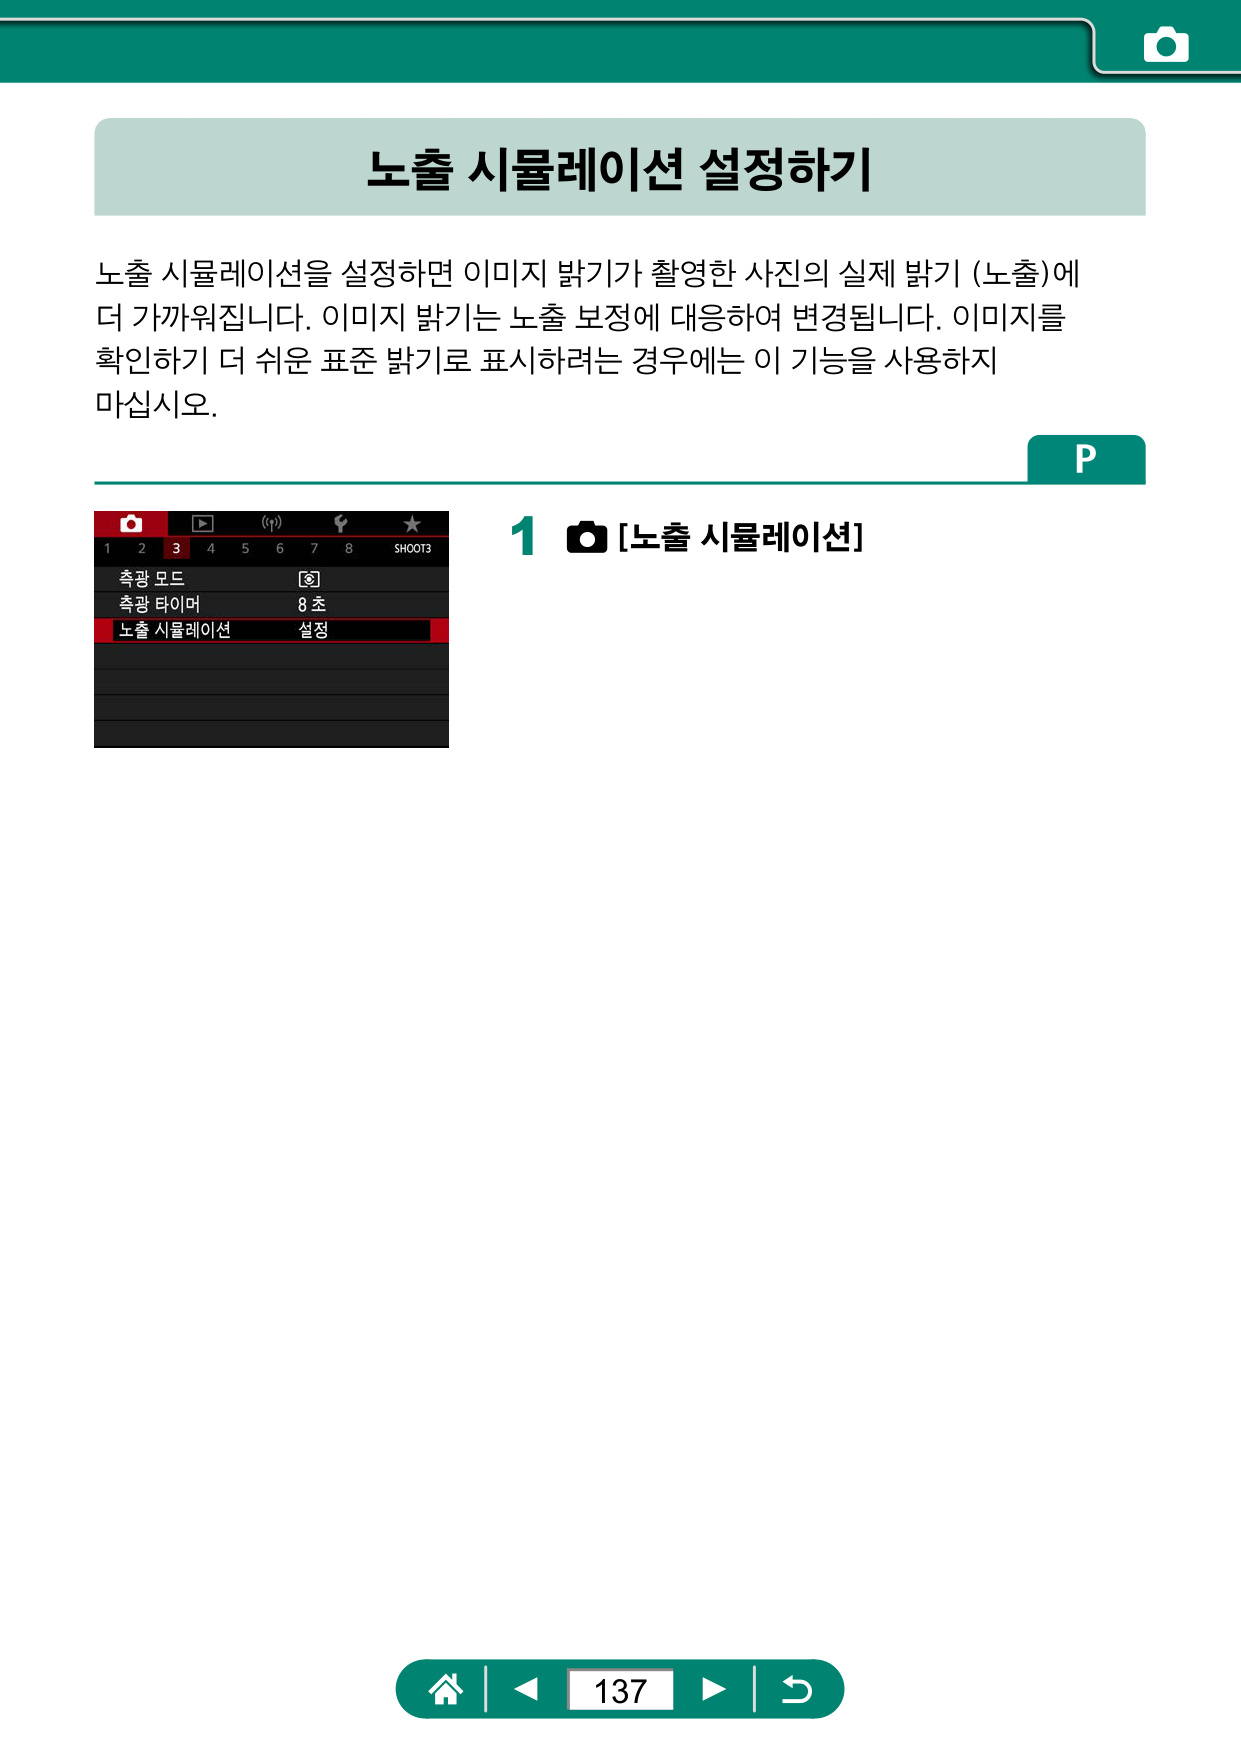 노출 시뮬레이션 설정하기
노출 시뮬레이션을 설정하면 이미지 밝기가 촬영한 사진의 실제 밝기 (노출)에
더 가까워집니다. 이미지 밝기는 노출 보정에 대응하여 변경됩니다. 이미지를
확인하기 더 쉬운 표준 밝기로 표시하려는 경우에는 이 기능을 사용하지
마십시오.
P
1 2 3 4 5 6 7 8 SHOOT3
측광 모드
측광 타이머 8 초
노출 시뮬레이션 설정
1 [노출 시뮬레이션]
137